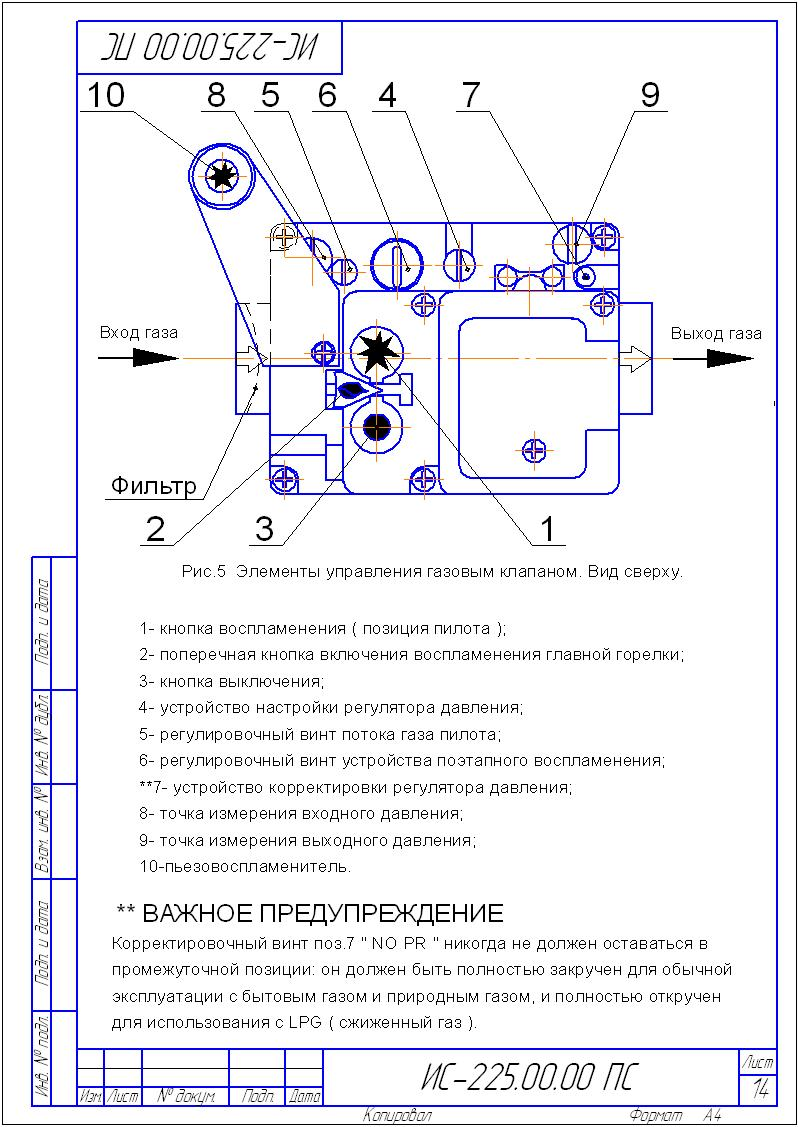 ИС-225.00.00 ПС
10 8 5 6 4 7 9
Вход газа
Выход газа
Фильтр
2 3 1
Рис.5 Элементы управления газовым клапаном. Вид сверху.
1- кнопка воспламенения ( позиция пилота );
2- поперечная кнопка включения воспламенения главной горелки;
3- кнопка выключения;
4- устройство настройки регулятора давления;
5- регулировочный винт потока газа пилота;
6- регулировочный винт устройства поэтапного воспламенения;
**7- устройство корректировки регулятора давления;
8- точка измерения входного давления;
9- точка измерения выходного давления;
10-пьезовоспламенитель.
** ВАЖНОЕ ПРЕДУПРЕЖДЕНИЕ
Корректировочный винт поз.7 " NO PR " никогда не должен оставаться в
промежуточной позиции: он должен быть полностью закручен для обычной
эксплуатации с бытовым газом и природным газом, и полностью откручен
для использования с LPG ( сжиженный газ ).
Подп. и дата
Инв. № дубл.
Взам. инв. №
Подп. и дата
Инв. № подл.
Изм. Лист № докум. Подп. Дата
ИС-225.00.00 ПС
Лист
14
Копировал
Формат А4